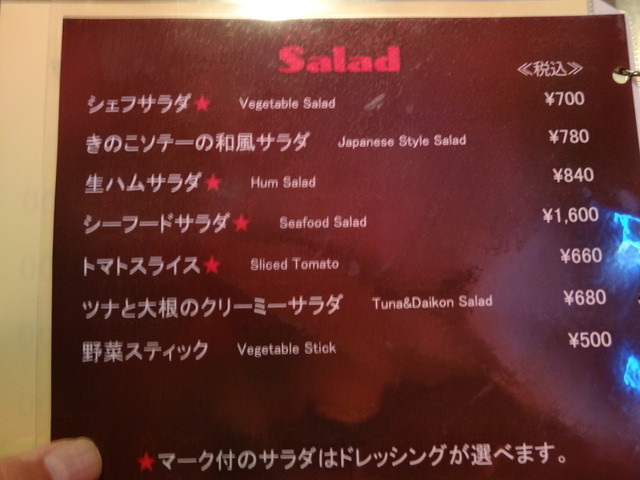 Salad
≪税込≫
シェフサラダ★ Vegetable Salad ¥700
きのこソテーの和風サラダ Japanese Style Salad ¥780
生ハムサラダ★ Hum Salad ¥840
シーフードサラダ★ Seafood Salad ¥1,600
トマトスライス★ Sliced Tomato ¥660
ツナと大根のクリーミーサラダ Tuna&Daikon Salad ¥680
野菜スティック Vegetable Stick ¥500
★マーク付のサラダはドレッシングが選べます。